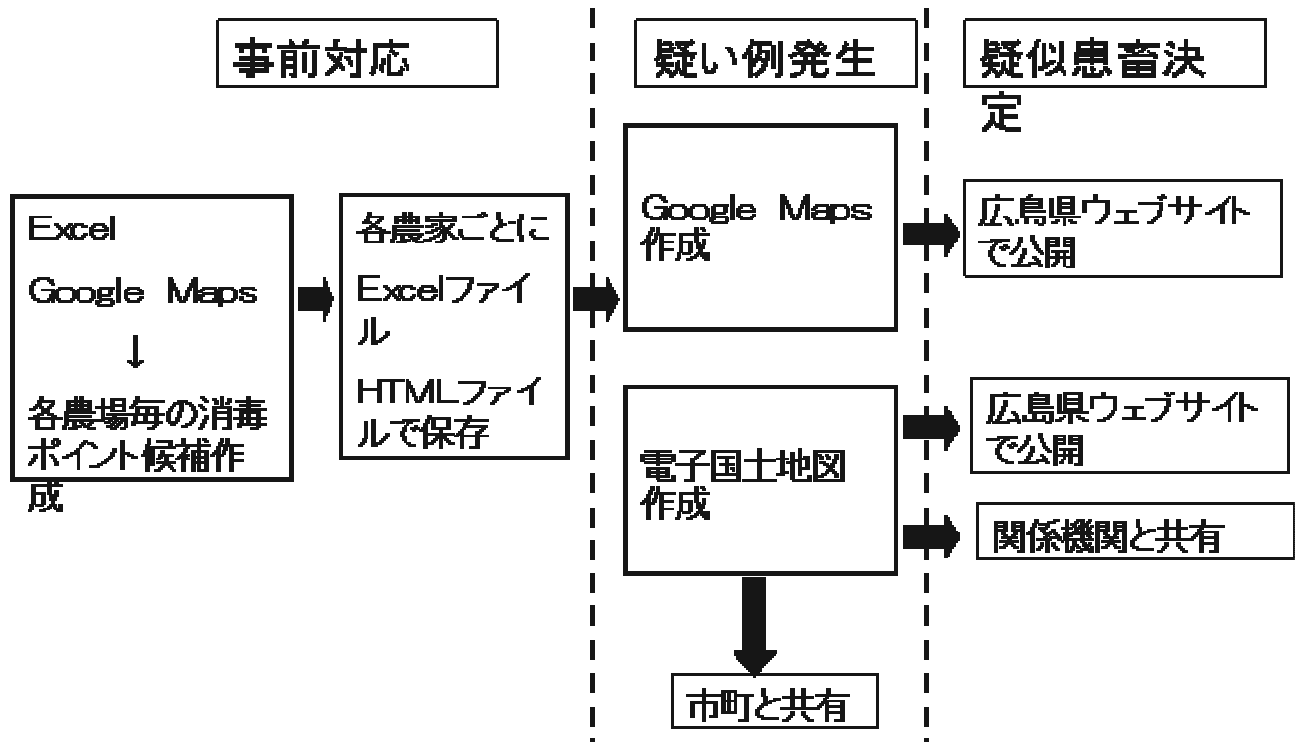 事前対応
疑い例発生
疑似患畜決
定
Excel
Google Maps
↓
各農場毎の消毒
ポイント候補作
成
各農家ごとに
Excelファイ
ル
HTMLファイ
ルで保存
Google Maps
作成
広島県ウェブサイト
で公開
電子国土地図
作成
広島県ウェブサイト
で公開
関係機関と共有
市町と共有